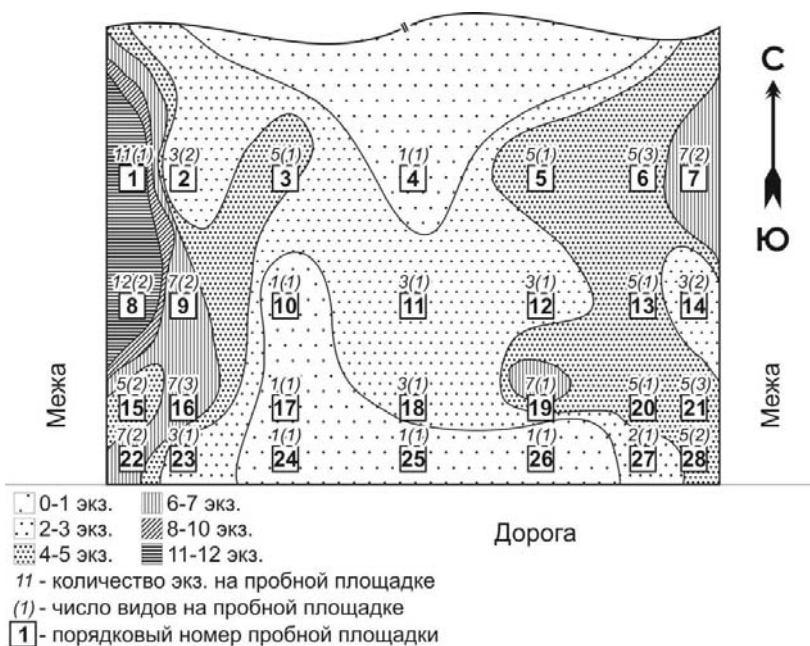 С
Ю
11(1) 3(2) 5(1) 1(1) 5(1) 5(3) 7(2)
1 2 3 4 5 6 7
12(2) 7(2) 1(1) 3(1) 3(1) 5(1) 3(2)
8 9 10 11 12 13 14
5(2) 7(3) 1(1) 3(1) 7(1) 5(1) 5(3)
15 16 17 18 19 20 21
7(2) 3(1) 1(1) 1(1) 1(1) 2(1) 5(2)
22 23 24 25 26 27 28
Межа
Межа
Дорога
0-1 экз. 6-7 экз.
2-3 экз. 8-10 экз.
4-5 экз. 11-12 экз.
11 - количество экз. на пробной площадке
(1) - число видов на пробной площадке
1 - порядковый номер пробной площадки